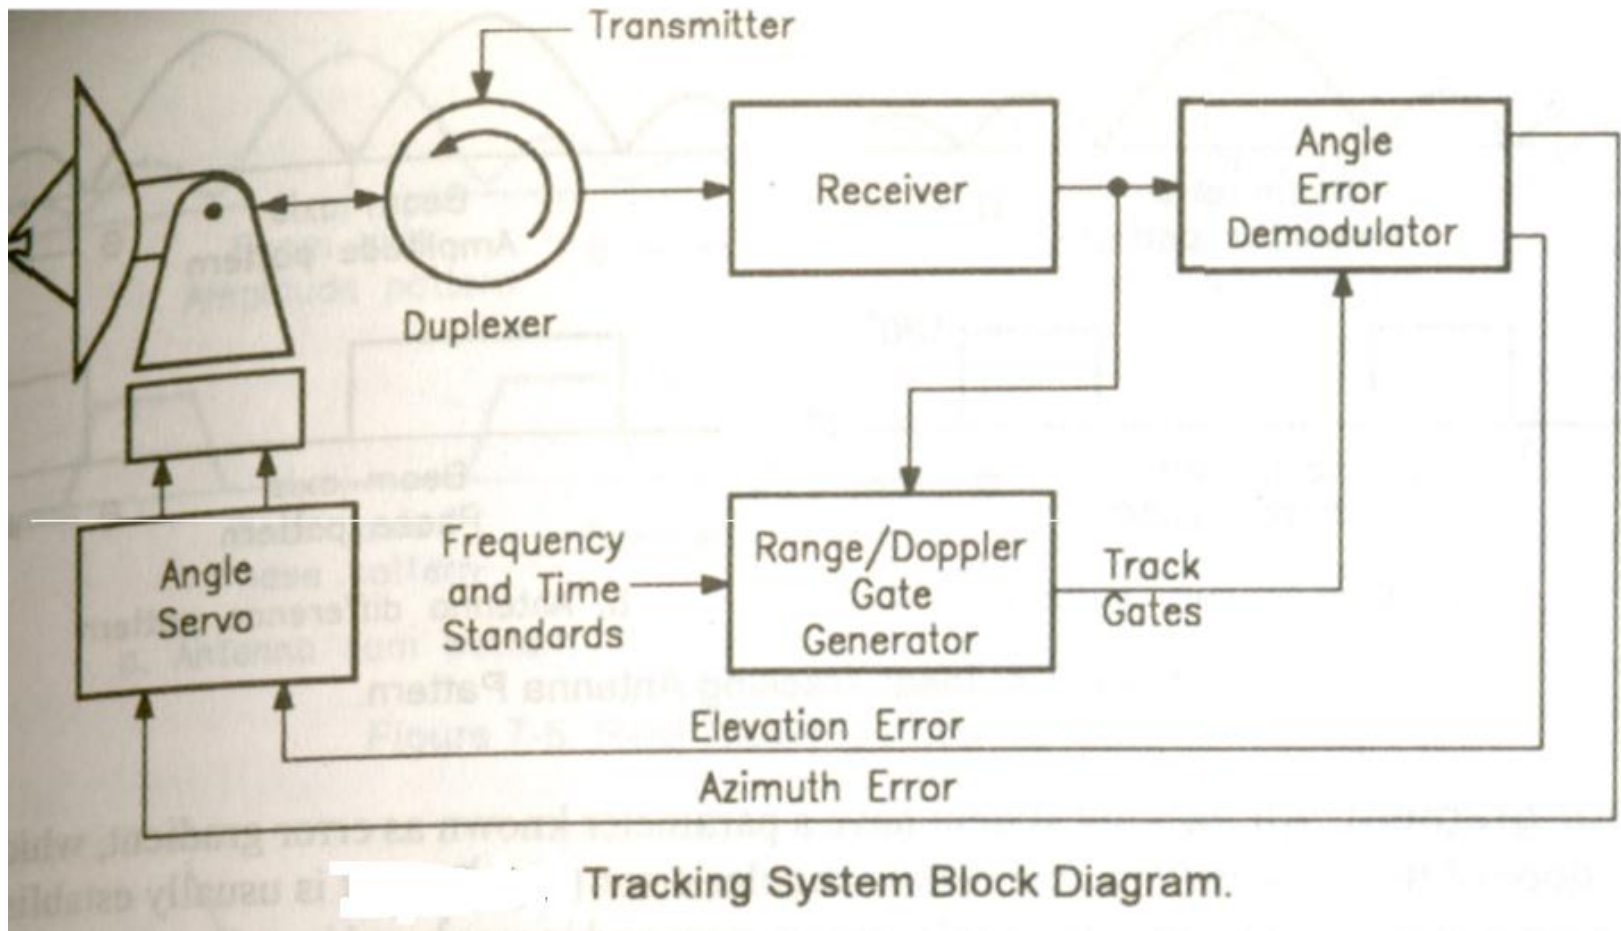 Transmitter
Duplexer
Receiver
Angle
Error
Demodulator
Angle
Servo
Frequency
and Time
Standards
Range/Doppler
Gate
Generator
Track
Gates
Elevation Error
Azimuth Error
Tracking System Block Diagram.